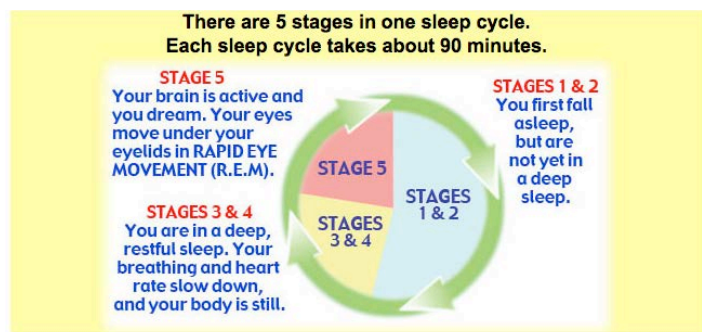 There are 5 stages in one sleep cycle.
Each sleep cycle takes about 90 minutes.
STAGE 5
Your brain is active and
you dream. Your eyes
move under your
eyelids in RAPID EYE
MOVEMENT (R.E.M).
STAGES 1 & 2
You first fall
asleep,
but are
not yet in
a deep
sleep.
STAGES 3 & 4
You are in a deep,
restful sleep. Your
breathing and heart
rate slow down,
and your body is still.
STAGE 5
STAGES
1 & 2
STAGES
3 & 4